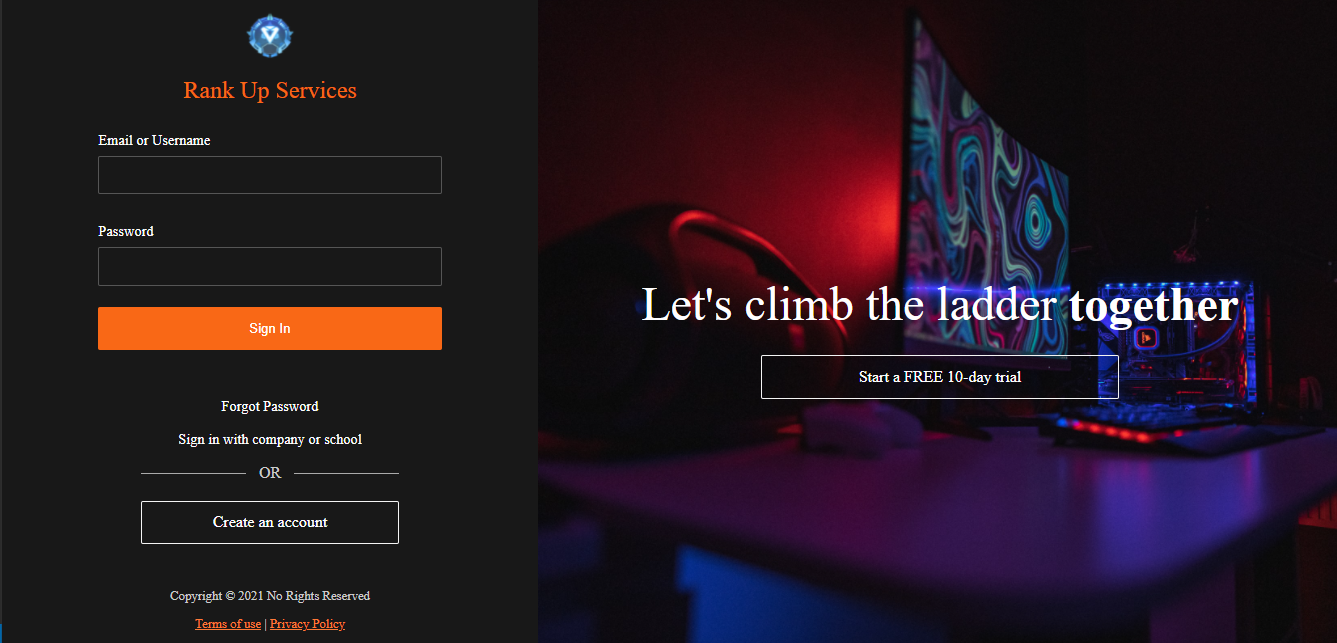 Rank Up Services
Email or Username
Password
Sign In
Forgot Password
Sign in with company or school
OR
Create an account
Copyright © 2021 No Rights Reserved
Terms of use | Privacy Policy
Let's climb the ladder together
Start a FREE 10-day trial